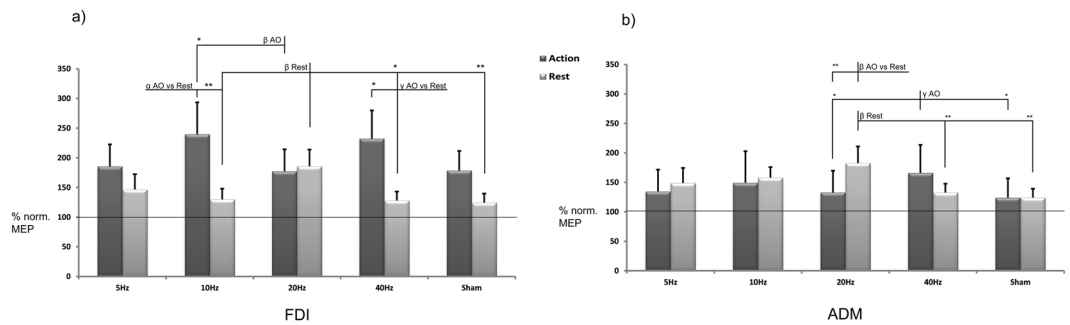 a)
b)
* β AO
β Rest * **
α AO vs Rest ** * γ AO vs Rest
350
300
250
200
150
100
50
0
% norm.
MEP
5Hz 10Hz 20Hz 40Hz Sham
FDI
Action
Rest
** β AO vs Rest
* γ AO *
β Rest ** **
350
300
250
200
150
100
50
0
% norm.
MEP
5Hz 10Hz 20Hz 40Hz Sham
ADM